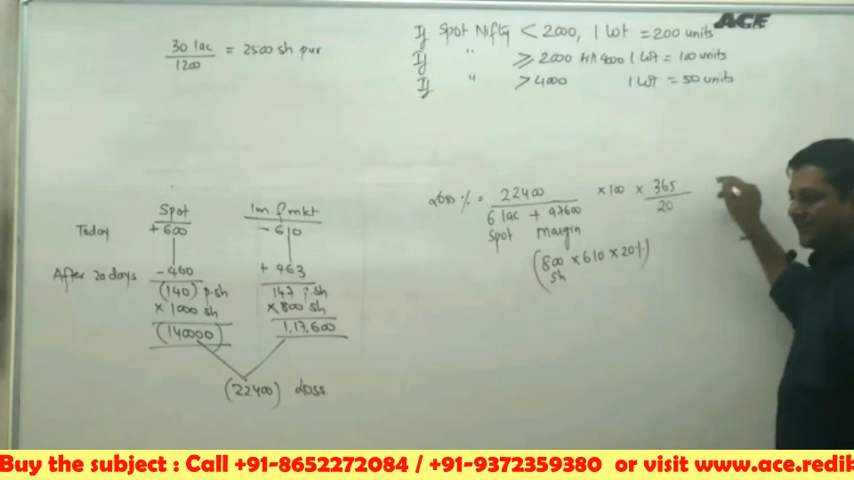 ACE
30 lac
1200
= 2500 sh pur
If Spot Nifty < 2000, 1 lot = 200 units
If " ≥ 2000 4000 1 Lot = 100 units
If " > 4000 1 Lot = 50 units
Spot 1m f mkt
Today +600 -610
After 20 days -460 +463
(140) p.sh 147 p.sh
× 1000 sh × 800 sh
(140000) 1,17,600
(22400) Loss
Loss % = 22400 × 100 × 365
6 lac + 97600 20
Spot Margin
(800 × 610 × 20%)
sh
Buy the subject : Call +91-8652272084 / +91-9372359380 or visit www.ace.redib